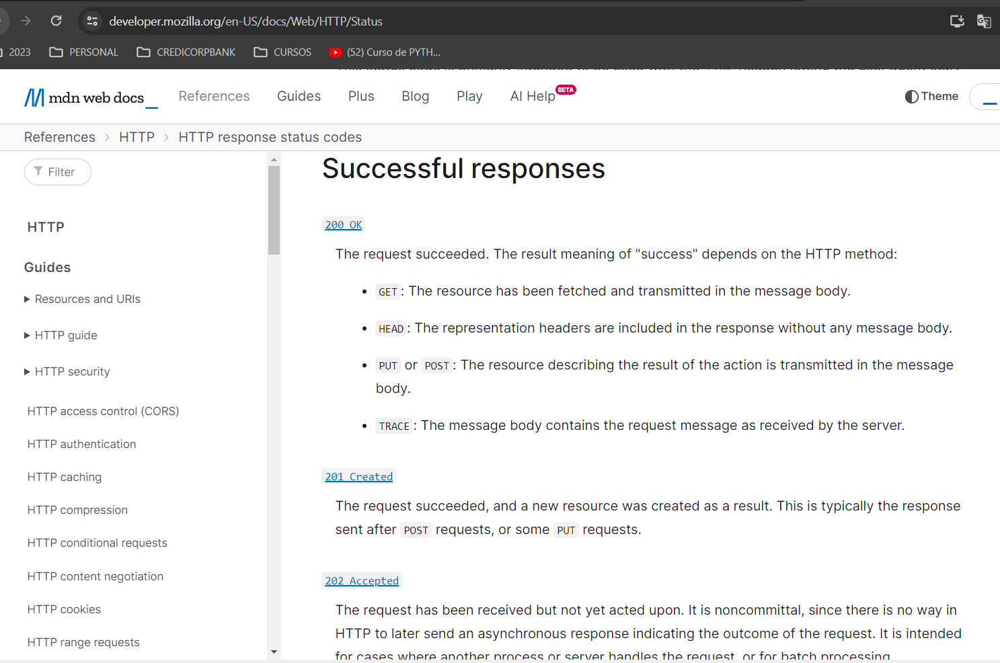 developer.mozilla.org/en-US/docs/Web/HTTP/Status
2023 PERSONAL CREDICORPBANK CURSOS (52) Curso de PYTH...
mdn web docs References Guides Plus Blog Play AI Help BETA Theme
References > HTTP > HTTP response status codes
Filter
HTTP
Guides
Resources and URIs
HTTP guide
HTTP security
HTTP access control (CORS)
HTTP authentication
HTTP caching
HTTP compression
HTTP conditional requests
HTTP content negotiation
HTTP cookies
HTTP range requests
Successful responses
200 OK
The request succeeded. The result meaning of "success" depends on the HTTP method:
• GET: The resource has been fetched and transmitted in the message body.
• HEAD: The representation headers are included in the response without any message body.
• PUT or POST: The resource describing the result of the action is transmitted in the message
body.
• TRACE: The message body contains the request message as received by the server.
201 Created
The request succeeded, and a new resource was created as a result. This is typically the response
sent after POST requests, or some PUT requests.
202 Accepted
The request has been received but not yet acted upon. It is noncommittal, since there is no way in
HTTP to later send an asynchronous response indicating the outcome of the request. It is intended
for cases where another process or server handles the request, or for batch processing.